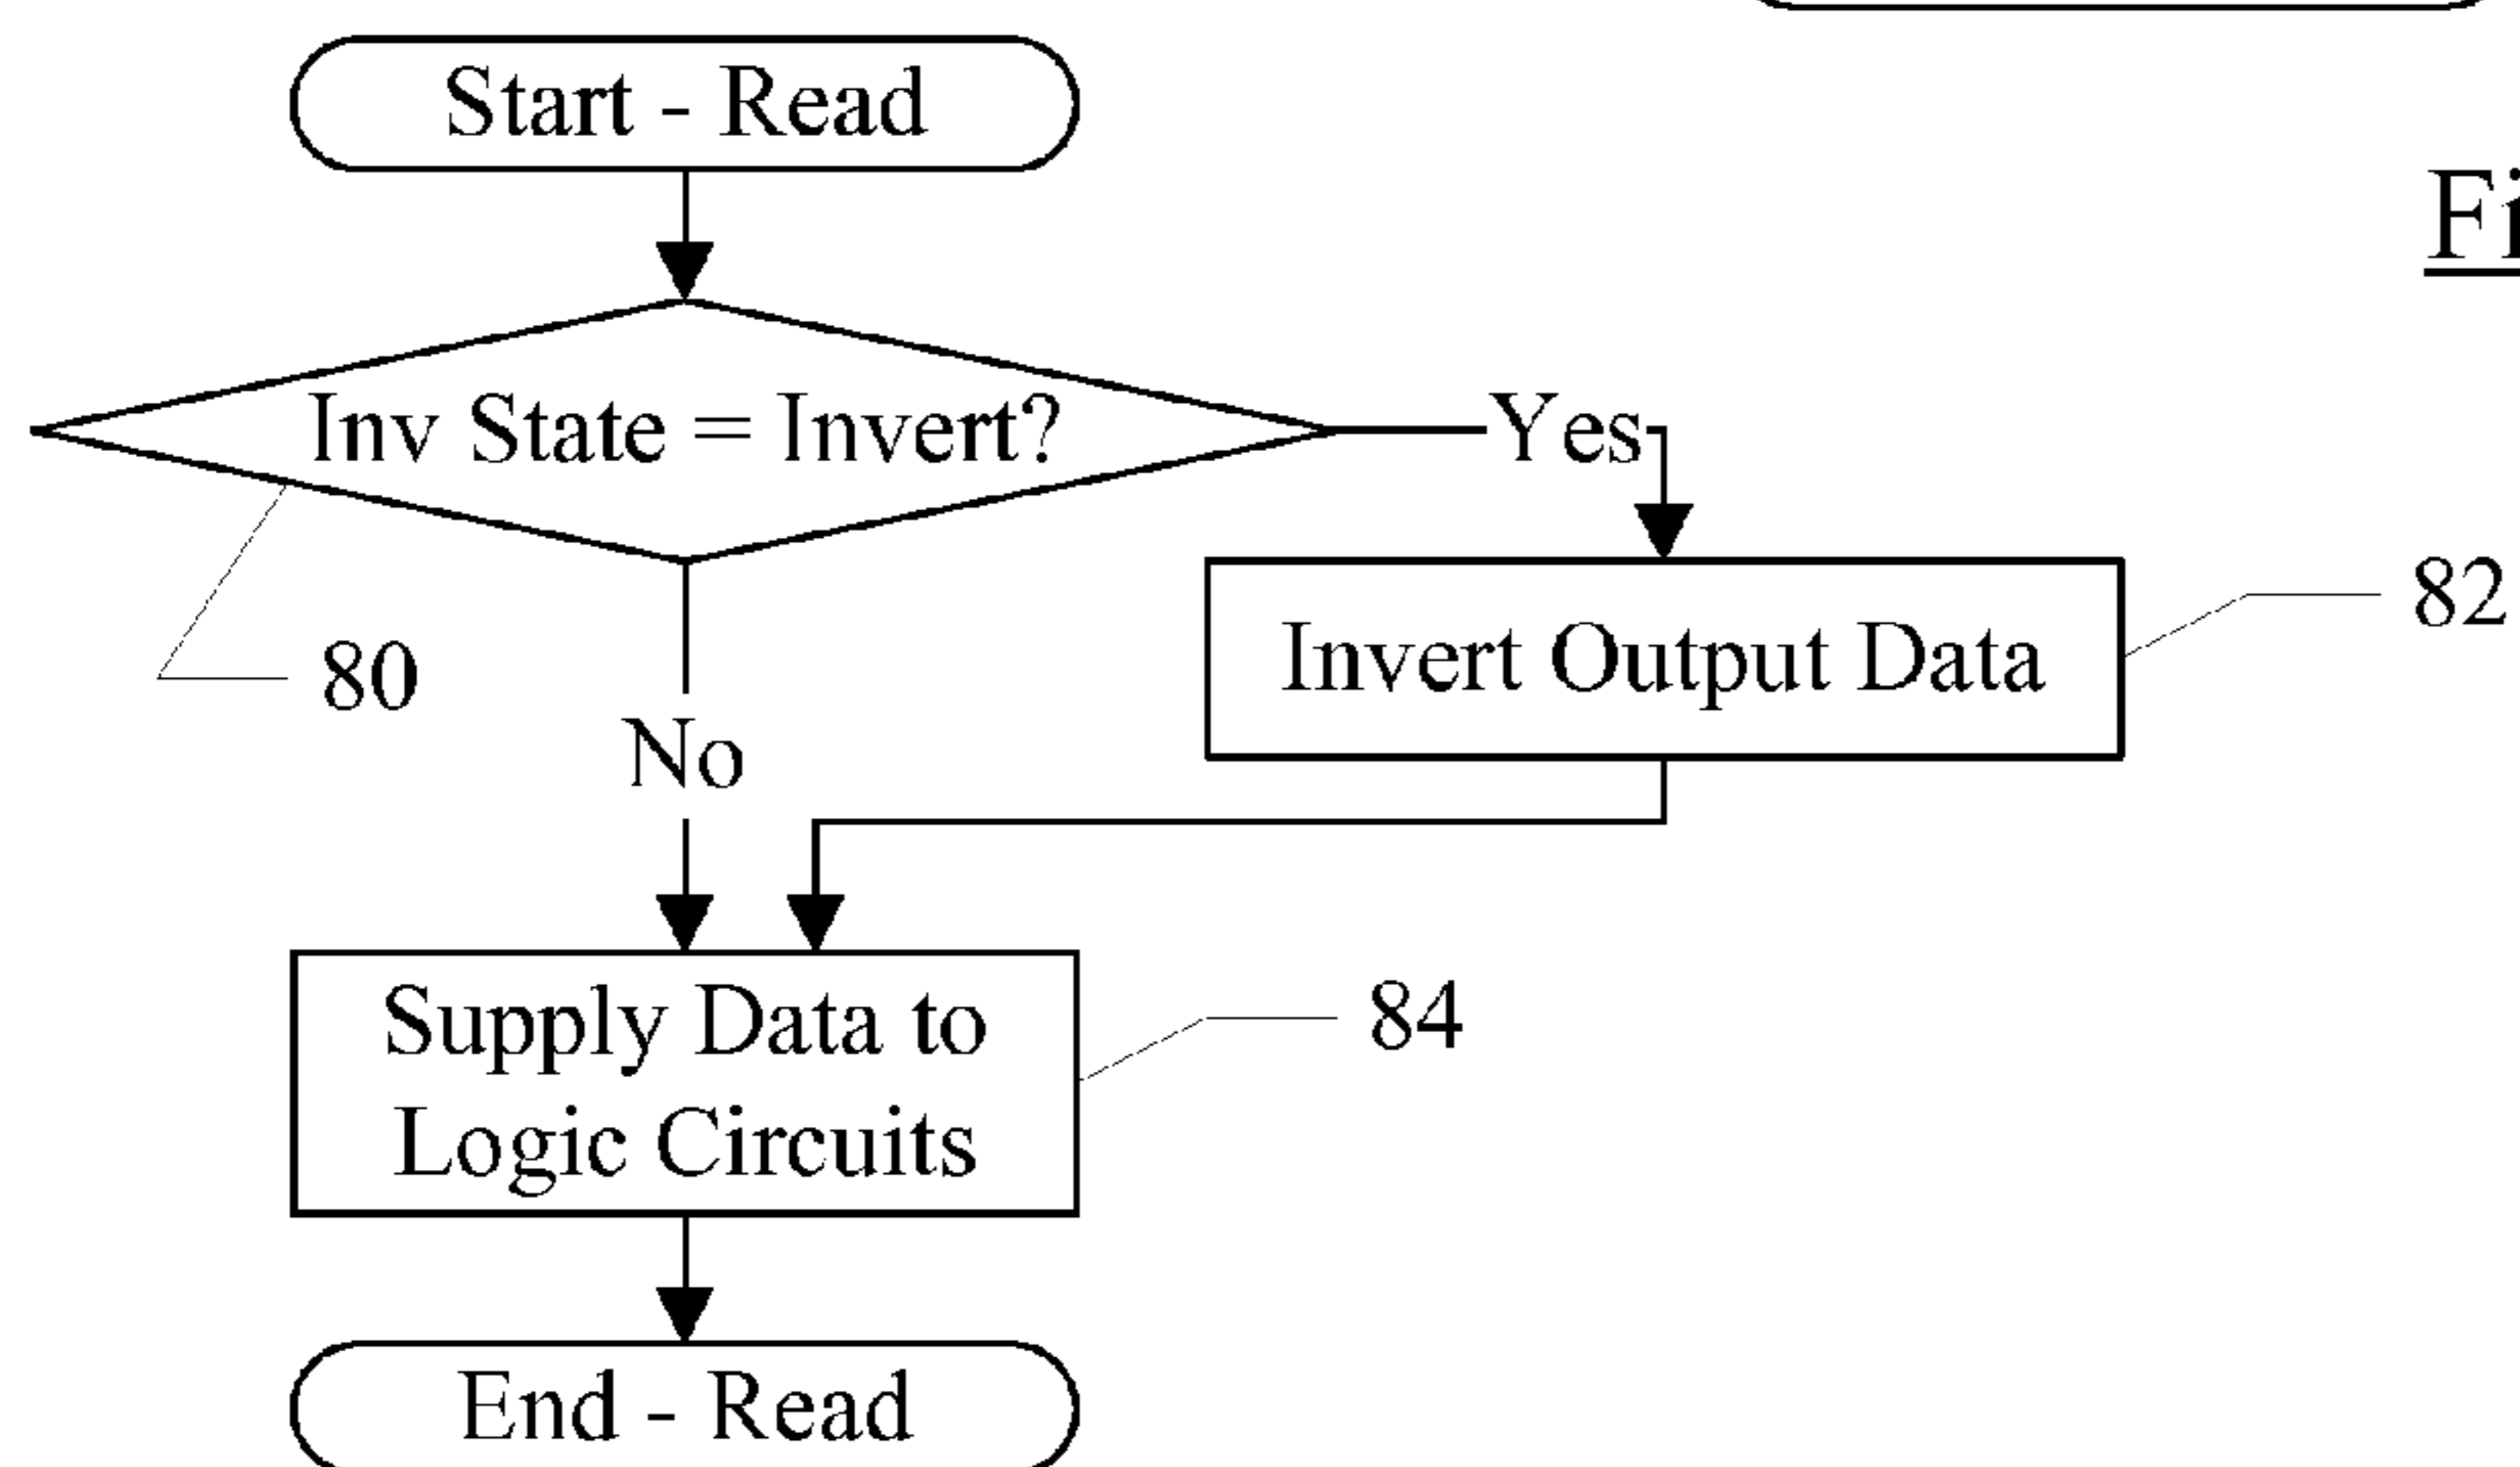 Start - Read
Inv State = Invert?
Yes
80
No
Invert Output Data
82
Supply Data to
Logic Circuits
84
End - Read